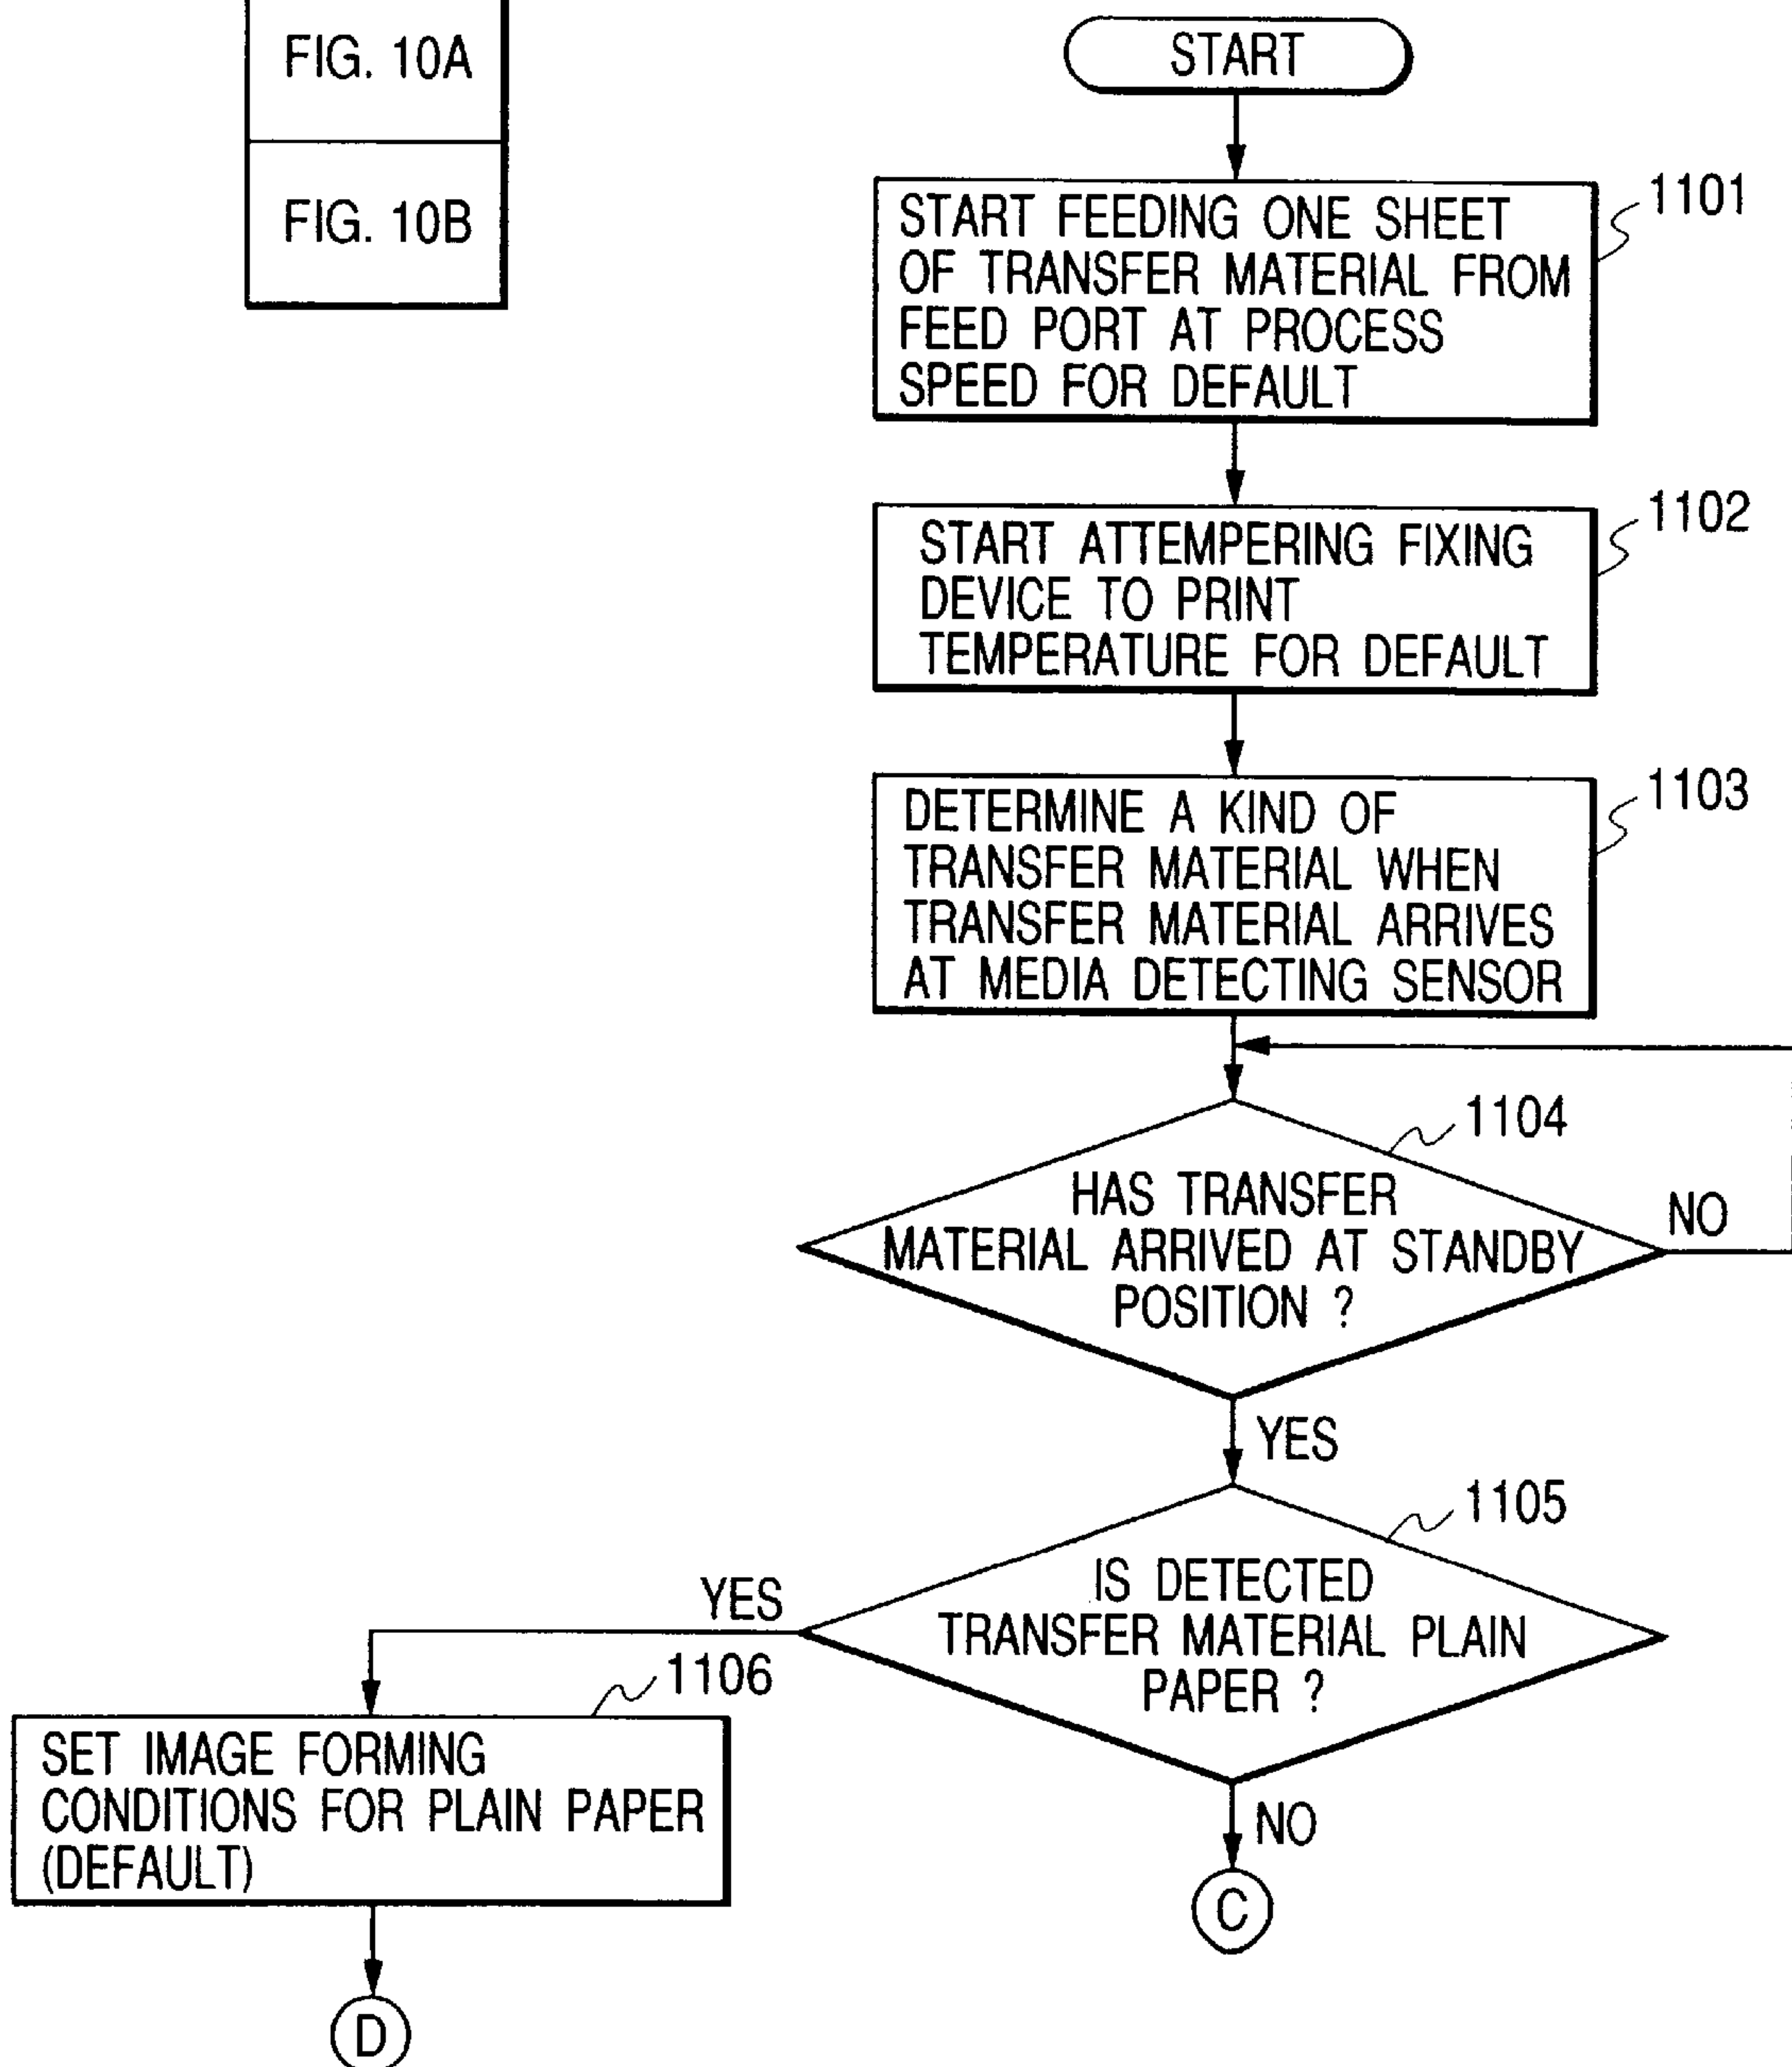 FIG. 10A
FIG. 10B
START
START FEEDING ONE SHEET
OF TRANSFER MATERIAL FROM
FEED PORT AT PROCESS
SPEED FOR DEFAULT
1101
START ATTEMPERING FIXING
DEVICE TO PRINT
TEMPERATURE FOR DEFAULT
1102
DETERMINE A KIND OF
TRANSFER MATERIAL WHEN
TRANSFER MATERIAL ARRIVES
AT MEDIA DETECTING SENSOR
1103
1104
HAS TRANSFER
MATERIAL ARRIVED AT STANDBY
POSITION ?
NO
YES
1105
IS DETECTED
TRANSFER MATERIAL PLAIN
PAPER ?
YES
1106
SET IMAGE FORMING
CONDITIONS FOR PLAIN PAPER
(DEFAULT)
NO
C
D